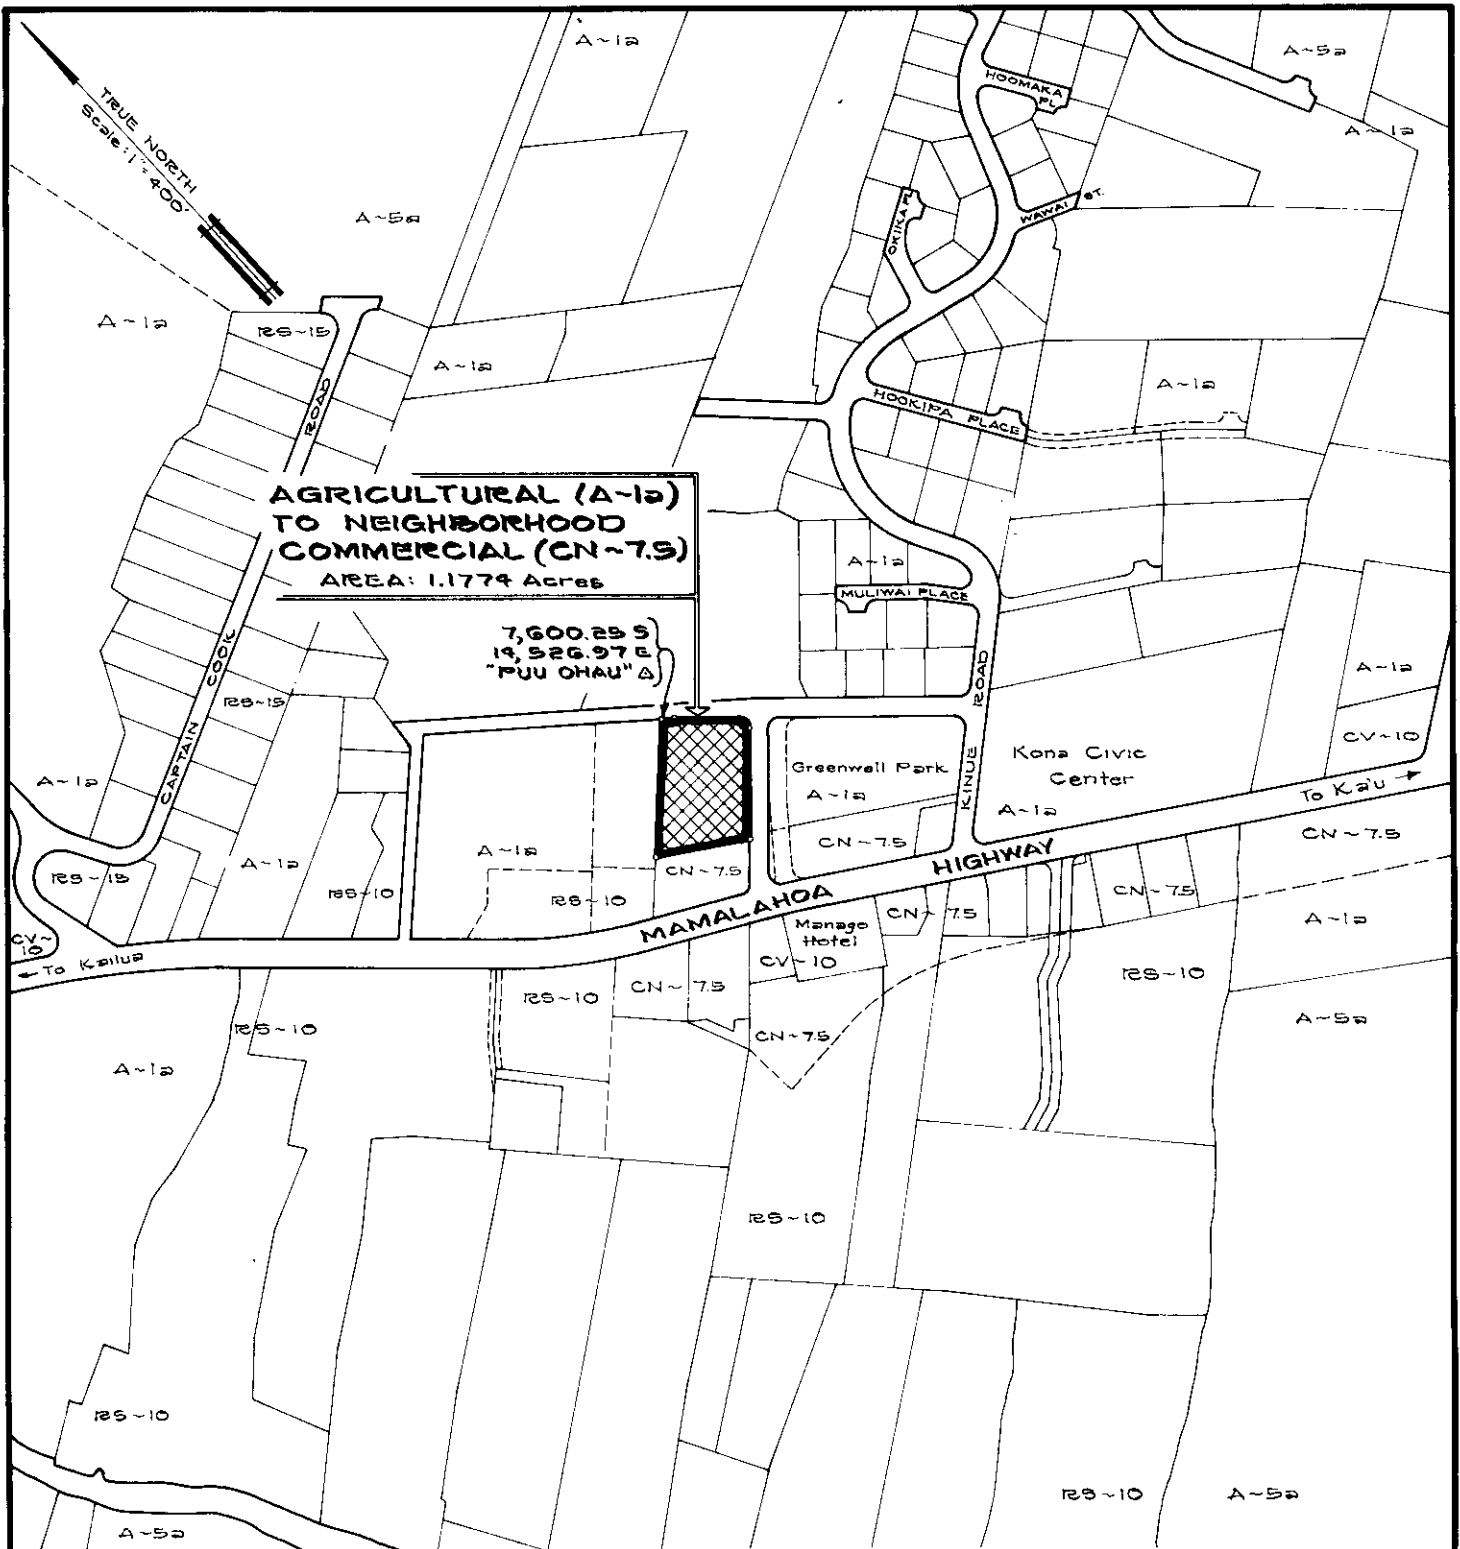 A~1a
A~5a
HOOMAKA
PL.
A~1a
TRUE NORTH
Scale: 1"=400'
A~5a
OKIKA PL
WAWAI ST.
A~1a
RS~15
A~1a
A~1a
ROAD
HOOKIPA PLACE
AGRICULTURAL (A~1a)
TO NEIGHBORHOOD
COMMERCIAL (CN~7.5)
AREA: 1.1774 Acres
A~1a
MULIWAI PLACE
7,600.25 S
14,526.97 E
"PUU OHAU" △
CAPTAIN COOK
RS~15
KINUE ROAD
A~1a
CV~10
Kona Civic
Center
A~1a
Greenwell Park
A~1a
To Ka'u
A~1a
CN~7.5
CN~7.5
A~1a
A~1a
CN~7.5
RS~15
RS~10
RS~10
MAMALAHOA HIGHWAY
CN~7.5
CN~7.5
A~1a
Manago
Hotel
CV~10
CV~
10
To Kailua
RS~10
CN~7.5
RS~10
RS~10
CN~7.5
A~5a
A~1a
RS~10
RS~10
RS~10
A~5a
A~5a